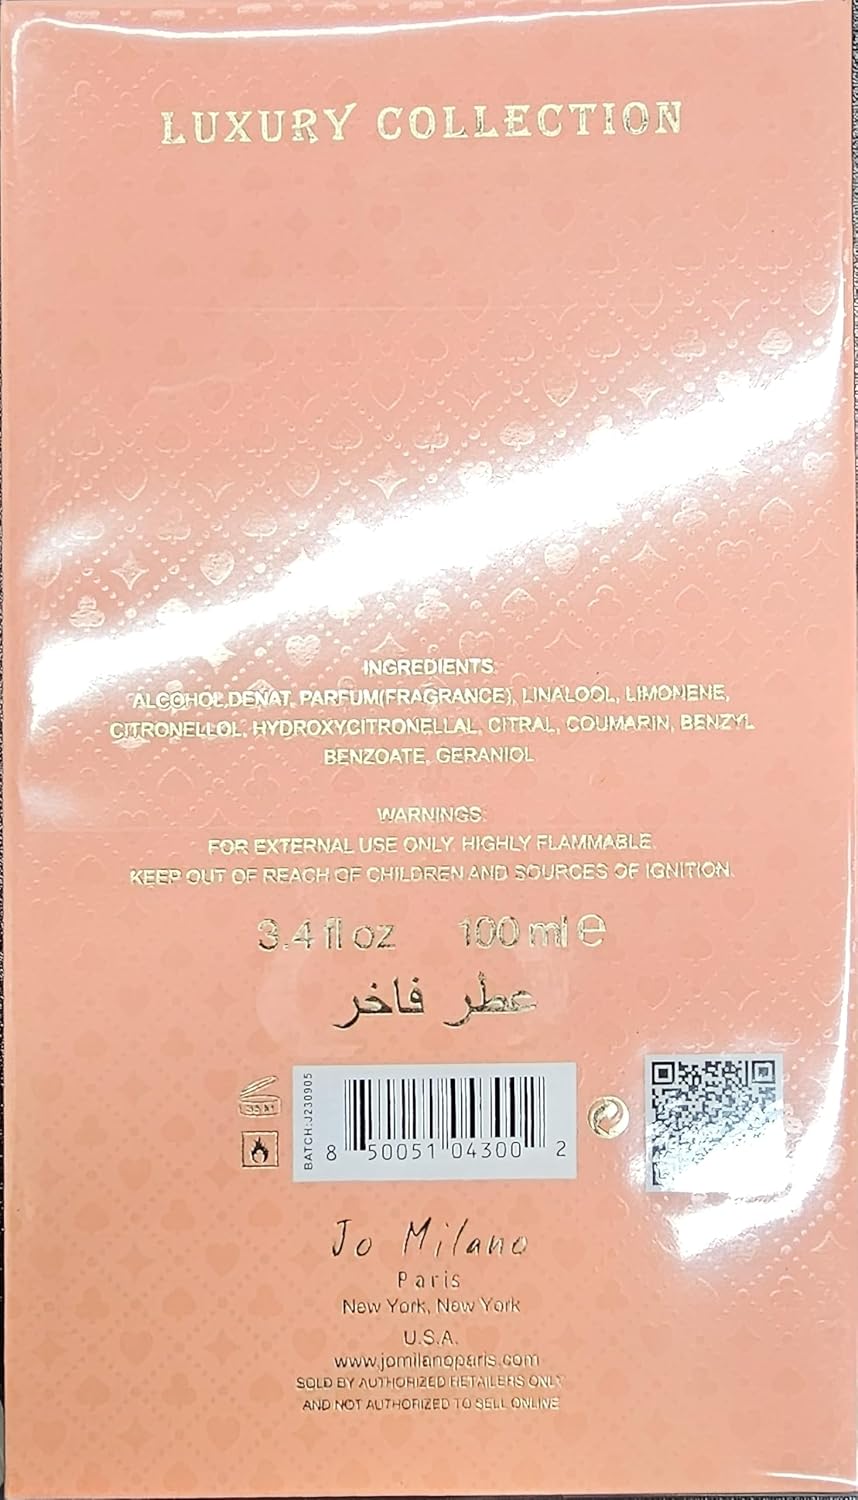 LUXURY COLLECTION
INGREDIENTS:
ALCOHOL DENAT, PARFUM(FRAGRANCE), LINALOOL, LIMONENE,
CITRONELLOL, HYDROXYCITRONELLAL, CITRAL, COUMARIN, BENZYL
BENZOATE, GERANIOL
WARNINGS:
FOR EXTERNAL USE ONLY. HIGHLY FLAMMABLE.
KEEP OUT OF REACH OF CHILDREN AND SOURCES OF IGNITION.
3.4 fl oz 100 ml ℮
عطر فاخر
BATCH:J230905
8 50051 04300 2
Jo Milano
Paris
New York, New York
U.S.A.
www.jomilanoparis.com
SOLD BY AUTHORIZED RETAILERS ONLY
AND NOT AUTHORIZED TO SELL ONLINE